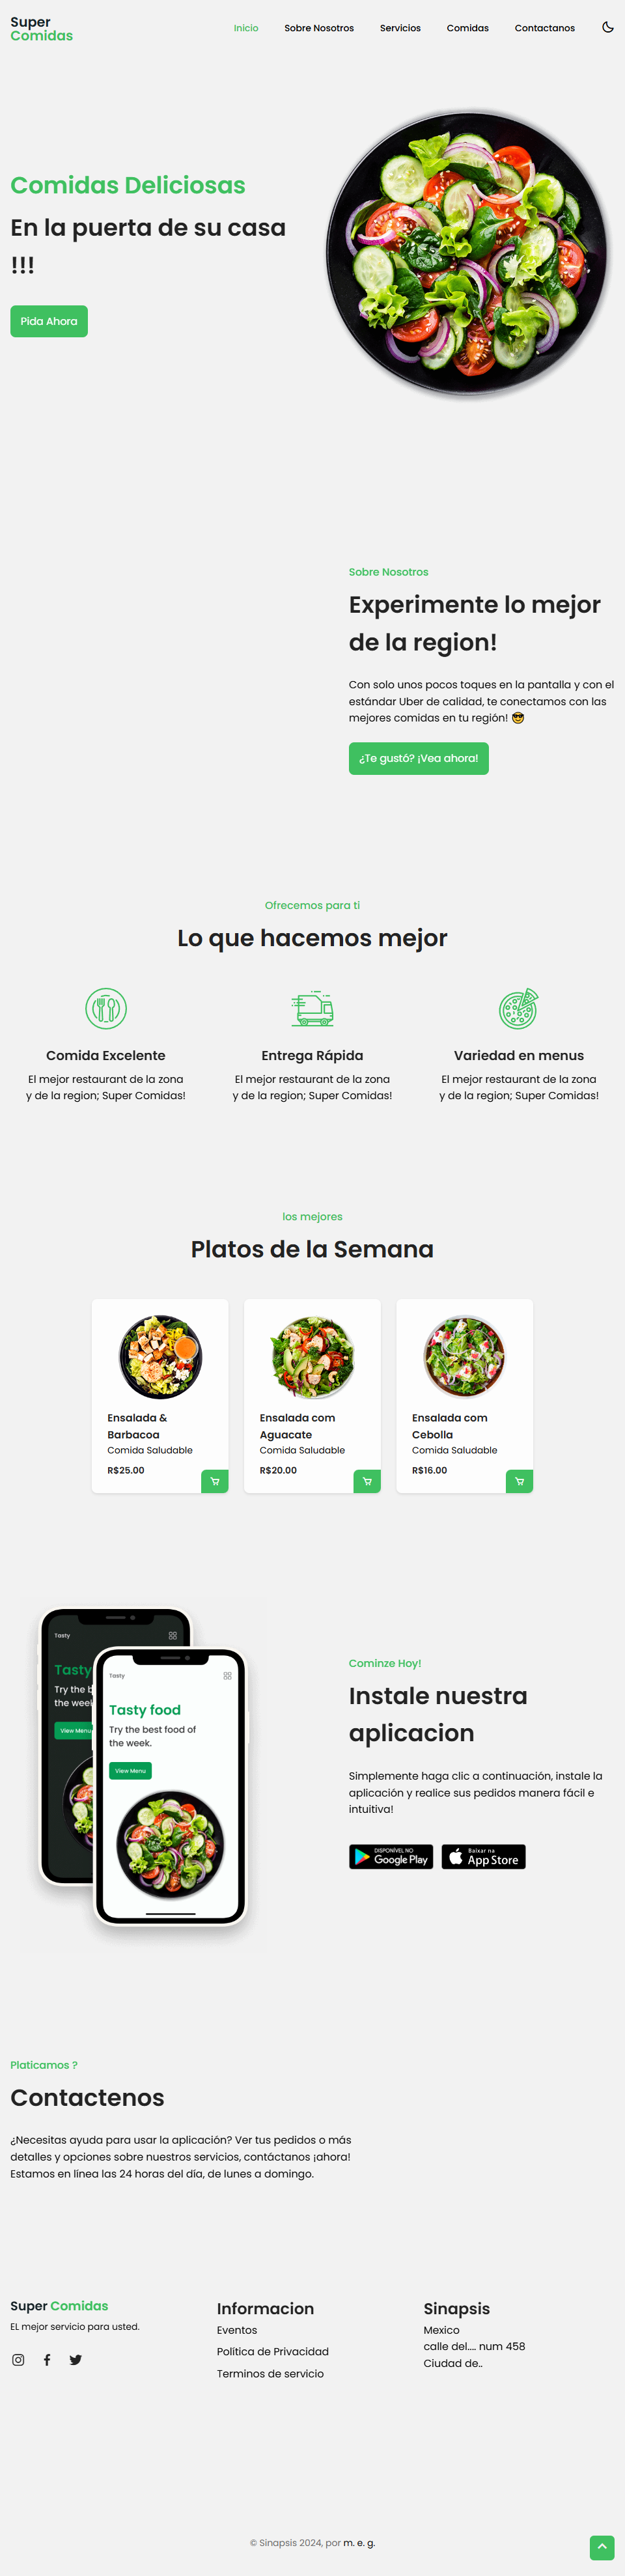 Super
Comidas
Inicio
Sobre Nosotros
Servicios
Comidas
Contactanos
Comidas Deliciosas
En la puerta de su casa
!!!
Pida Ahora
Sobre Nosotros
Experimente lo mejor
de la region!
Con solo unos pocos toques en la pantalla y con el
estándar Uber de calidad, te conectamos con las
mejores comidas en tu región! 😎
¿Te gustó? ¡Vea ahora!
Ofrecemos para ti
Lo que hacemos mejor
Comida Excelente
El mejor restaurant de la zona
y de la region; Super Comidas!
Entrega Rápida
El mejor restaurant de la zona
y de la region; Super Comidas!
Variedad en menus
El mejor restaurant de la zona
y de la region; Super Comidas!
los mejores
Platos de la Semana
Ensalada &
Barbacoa
Comida Saludable
R$25.00
Ensalada com
Aguacate
Comida Saludable
R$20.00
Ensalada com
Cebolla
Comida Saludable
R$16.00
Tasty
Tasty
Try the b
the week
View Menu
Tasty
Tasty food
Try the best food of
the week.
View Menu
Cominze Hoy!
Instale nuestra
aplicacion
Simplemente haga clic a continuación, instale la
aplicación y realice sus pedidos manera fácil e
intuitiva!
DISPONÍVEL NO
Google Play
Baixar na
App Store
Platicamos ?
Contactenos
¿Necesitas ayuda para usar la aplicación? Ver tus pedidos o más
detalles y opciones sobre nuestros servicios, contáctanos ¡ahora!
Estamos en línea las 24 horas del día, de lunes a domingo.
Super Comidas
EL mejor servicio para usted.
Informacion
Eventos
Política de Privacidad
Terminos de servicio
Sinapsis
Mexico
calle del.... num 458
Ciudad de..
© Sinapsis 2024, por m. e. g.